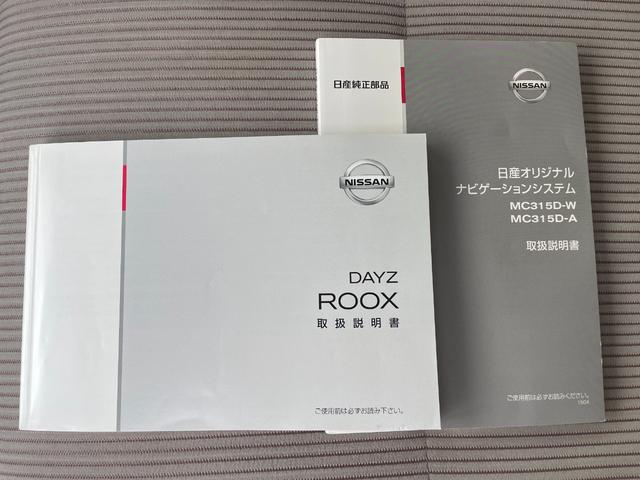 NISSAN
DAYZ
ROOX
取扱説明書
ご使用前は必ずお読み下さい。
日産純正部品
NISSAN
日産オリジナル
ナビゲーションシステム
MC315D-W
MC315D-A
取扱説明書
ご使用前は必ずお読みください。